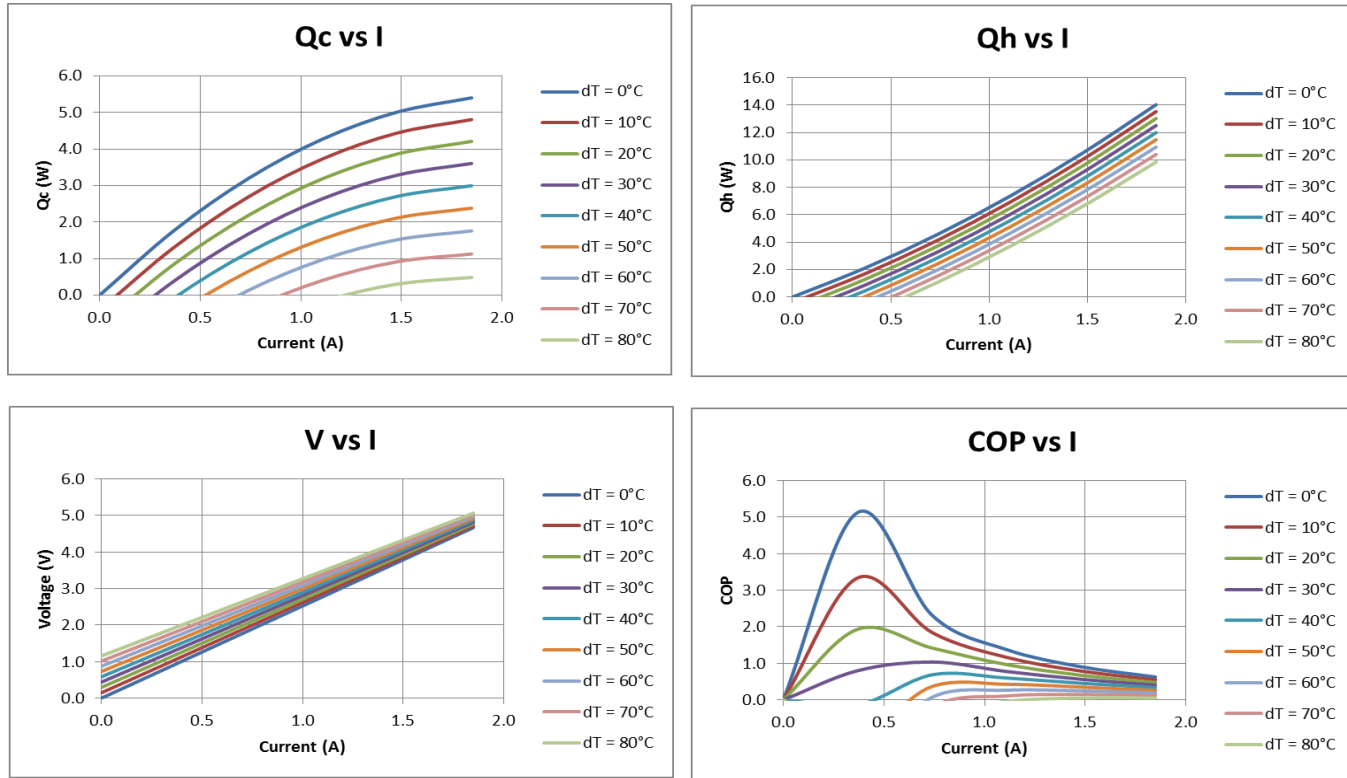 Qc vs I
6.0
5.0
4.0
3.0
2.0
1.0
0.0
Qc (W)
0.0 0.5 1.0 1.5 2.0
Current (A)
dT = 0°C
dT = 10°C
dT = 20°C
dT = 30°C
dT = 40°C
dT = 50°C
dT = 60°C
dT = 70°C
dT = 80°C
Qh vs I
16.0
14.0
12.0
10.0
8.0
6.0
4.0
2.0
0.0
Qh (W)
0.0 0.5 1.0 1.5 2.0
Current (A)
dT = 0°C
dT = 10°C
dT = 20°C
dT = 30°C
dT = 40°C
dT = 50°C
dT = 60°C
dT = 70°C
dT = 80°C
V vs I
6.0
5.0
4.0
3.0
2.0
1.0
0.0
Voltage (V)
0.0 0.5 1.0 1.5 2.0
Current (A)
dT = 0°C
dT = 10°C
dT = 20°C
dT = 30°C
dT = 40°C
dT = 50°C
dT = 60°C
dT = 70°C
dT = 80°C
COP vs I
6.0
5.0
4.0
3.0
2.0
1.0
0.0
COP
0.0 0.5 1.0 1.5 2.0
Current (A)
dT = 0°C
dT = 10°C
dT = 20°C
dT = 30°C
dT = 40°C
dT = 50°C
dT = 60°C
dT = 70°C
dT = 80°C